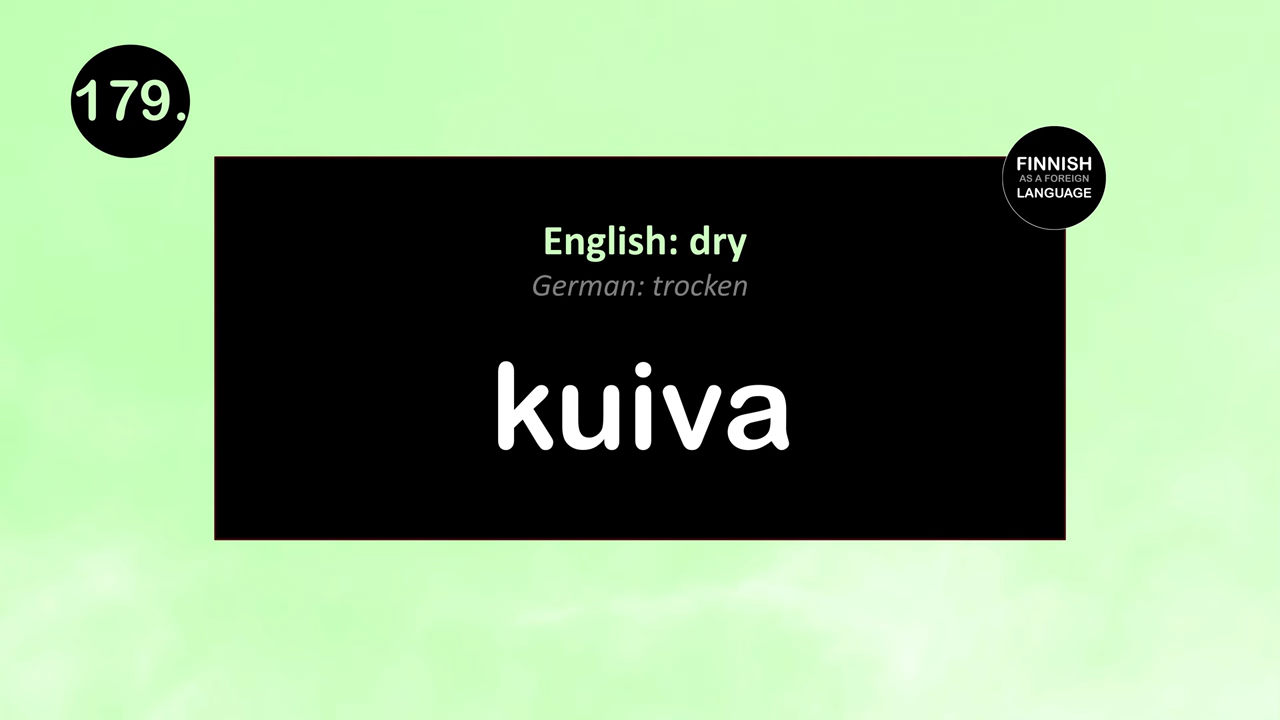 179.
FINNISH
AS A FOREIGN
LANGUAGE
English: dry
German: trocken
kuiva